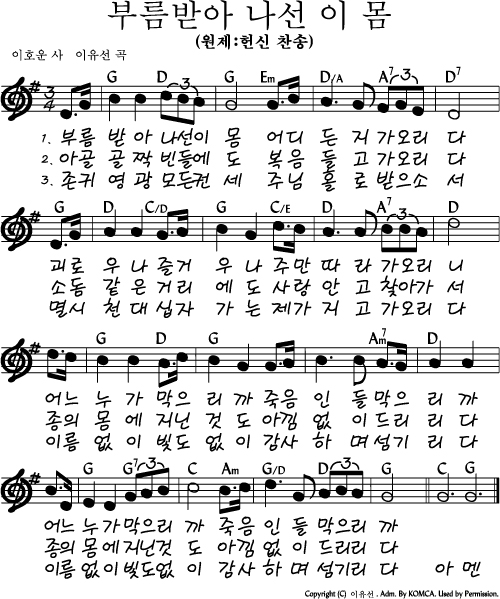 부름받아 나선 이 몸
(원제:헌신 찬송)
이호운 사 이유선 곡
G D G Em D/A A7 D7
3
4
3 3
1. 부름 받 아 나선이 몸 어디 든 지 가오리 다
2. 아골 골 짝 빈들에 도 복음 들 고 가오리 다
3. 존귀 영 광 모든권 세 주님 홀 로 받으소 서
G D C/D G C/E D A7 D
3
괴로 우 나 즐거 우 나 주만 따 라 가오리 니
소돔 같 은 거리 에 도 사랑 안 고 찾아가 서
멸시 천 대 십자 가 는 제가 지 고 가오리 다
G D G G Am7 D
어느 누 가 막으 리 까 죽음 인 들 막으 리 까
종의 몸 에 지닌 것 도 아낌 없 이 드리 리 다
이름 없 이 빛도 없 이 감사 하 며 섬기 리 다
G G7 C Am G/D D G C G
3 3
어느 누 가 막으리 까 죽음 인 들 막으리 까
종의 몸 에 지닌것 도 아낌 없 이 드리리 다
이름 없 이 빛도없 이 감사 하 며 섬기리 다 아 멘
Copyright (C) 이유선 . Adm. By KOMCA. Used by Permission.